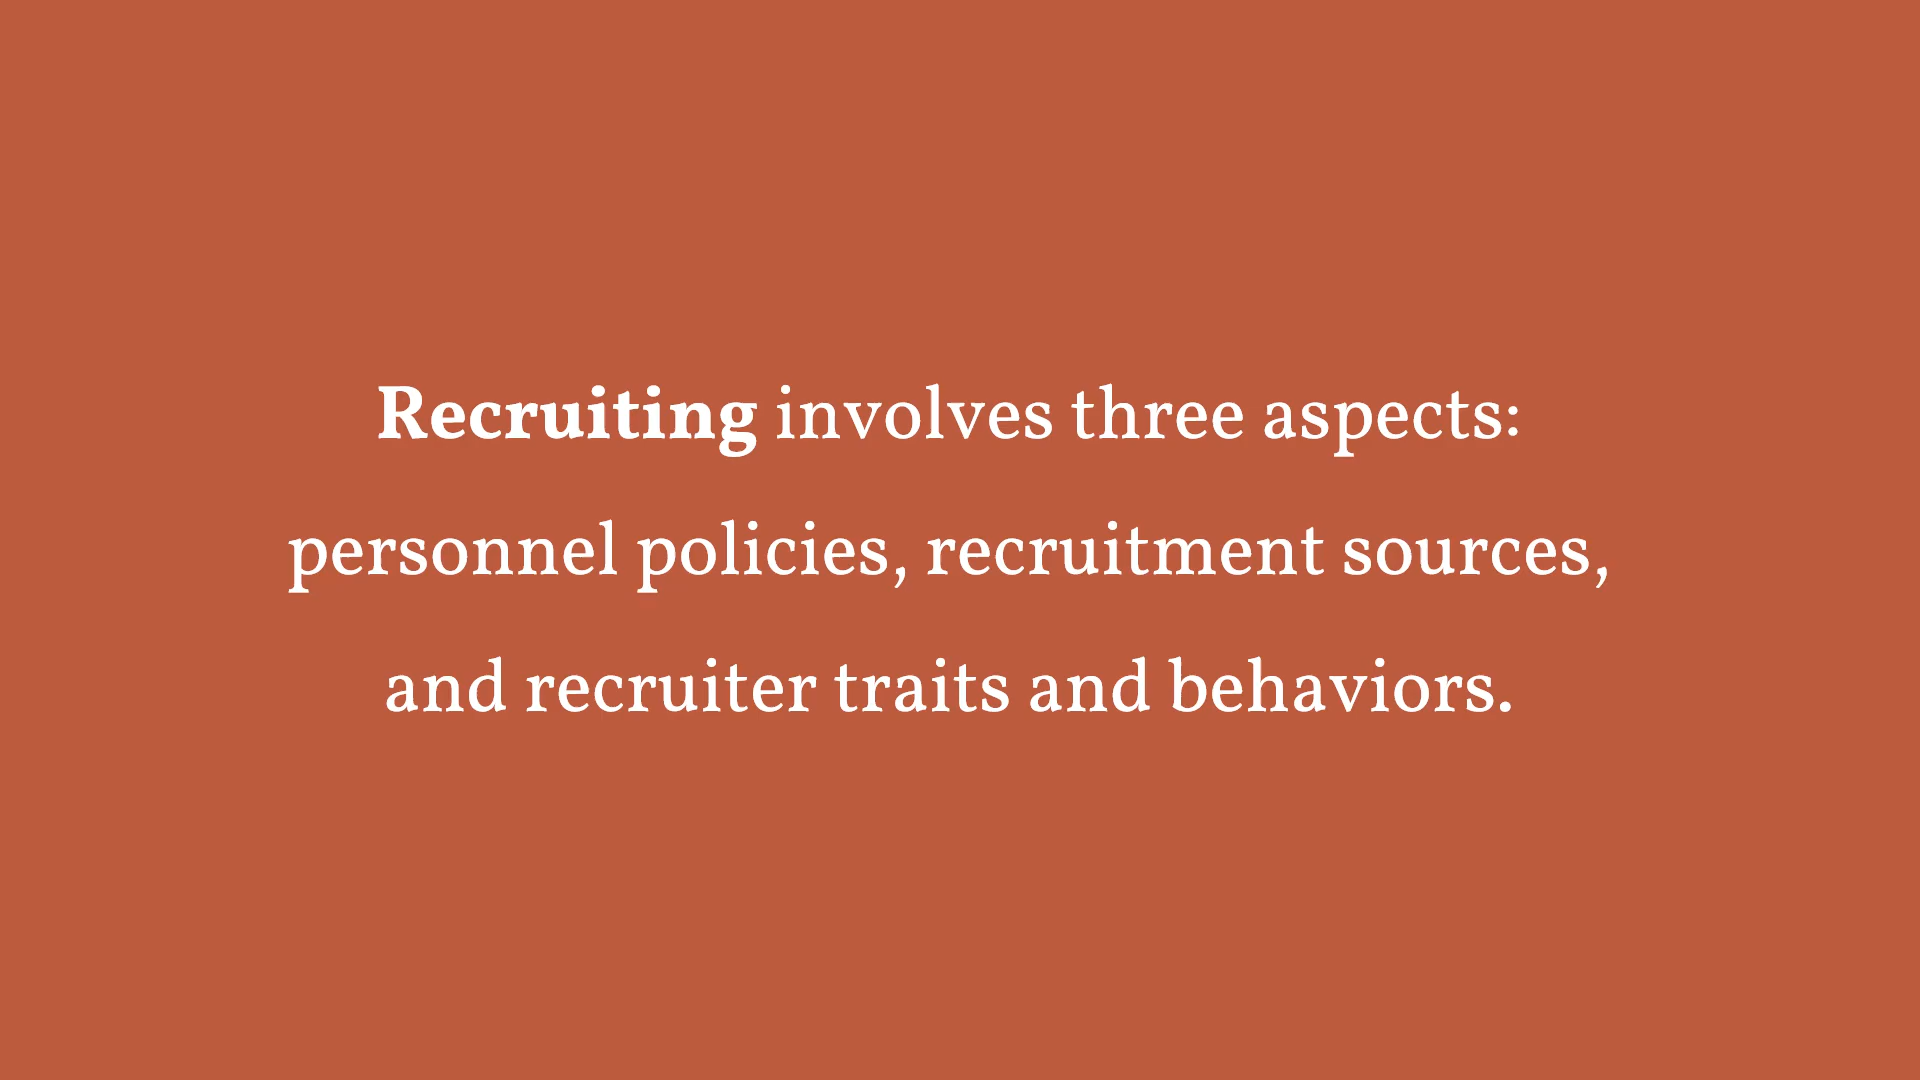 Recruiting involves three aspects:
personnel policies, recruitment sources,
and recruiter traits and behaviors.